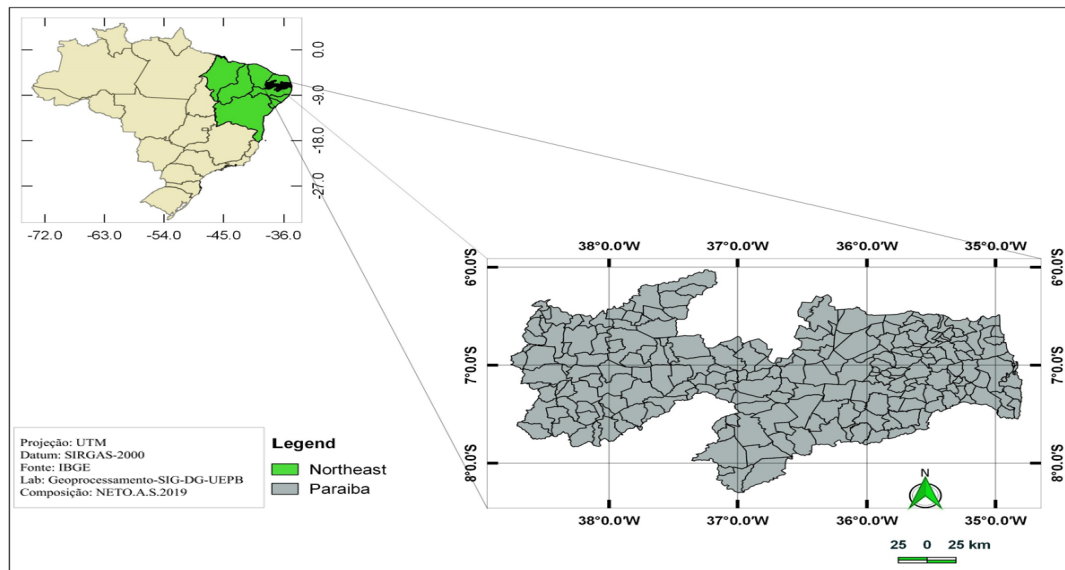 0.0
-9.0
-18.0
-27.0
-72.0 -63.0 -54.0 -45.0 -36.0
38°0.0'W 37°0.0'W 36°0.0'W 35°0.0'W
6°0.0'S 6°0.0'S
7°0.0'S 7°0.0'S
8°0.0'S 8°0.0'S
38°0.0'W 37°0.0'W 36°0.0'W 35°0.0'W
Projeção: UTM
Datum: SIRGAS-2000
Fonte: IBGE
Lab: Geoprocessamento-SIG-DG-UEPB
Composição: NETO.A.S.2019
Legend
Northeast
Paraiba
N
25 0 25 km